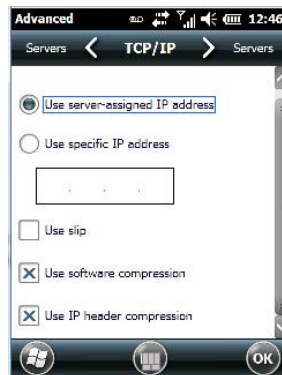 Advanced 12:46
Servers TCP/IP Servers
Use server-assigned IP address
Use specific IP address
. . .
Use slip
Use software compression
Use IP header compression
OK